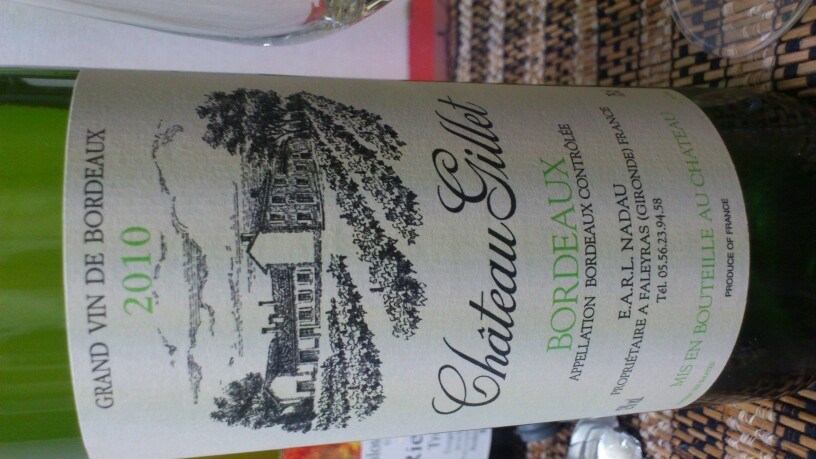 GRAND VIN DE BORDEAUX
2010
Château Gillet
BORDEAUX
APPELLATION BORDEAUX CONTRÔLÉE
E.A.R.L. NADAU
PROPRIÉTAIRE A FALEYRAS (GIRONDE) FRANCE
Tél. 05.56.23.94.58
MIS EN BOUTEILLE AU CHATEAU
PRODUCE OF FRANCE